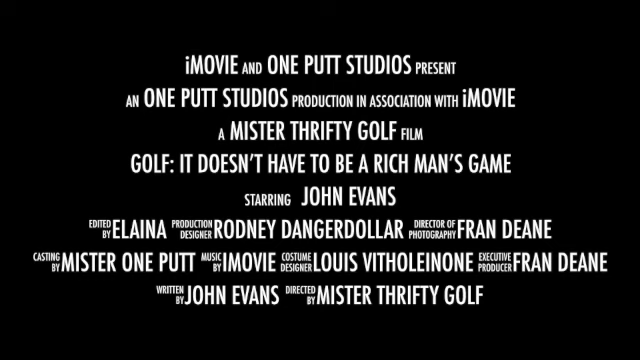 iMOVIE AND ONE PUTT STUDIOS PRESENT
AN ONE PUTT STUDIOS PRODUCTION IN ASSOCIATION WITH iMOVIE
A MISTER THRIFTY GOLF FILM
GOLF: IT DOESN'T HAVE TO BE A RICH MAN'S GAME
STARRING JOHN EVANS
EDITED BY ELAINA PRODUCTION DESIGNER RODNEY DANGERDOLLAR DIRECTOR OF PHOTOGRAPHY FRAN DEANE
CASTING BY MISTER ONE PUTT MUSIC BY IMOVIE COSTUME DESIGNER LOUIS VITHOLEINONE EXECUTIVE PRODUCER FRAN DEANE
WRITTEN BY JOHN EVANS DIRECTED BY MISTER THRIFTY GOLF